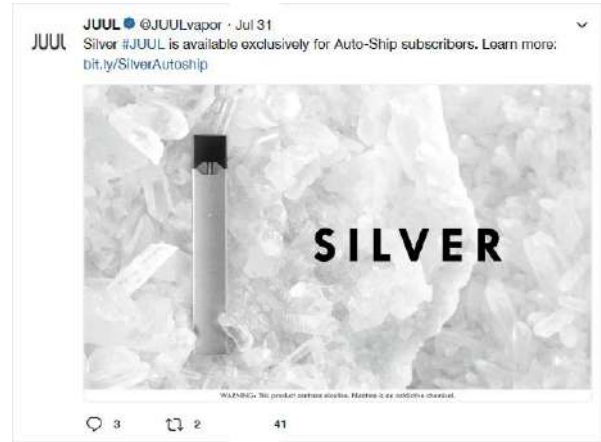 JUUL @JUULvapor · Jul 31
JUUL
Silver #JUUL is available exclusively for Auto-Ship subscribers. Learn more:
bit.ly/SilverAutoship
SILVER
WARNING: This product contains nicotine. Nicotine is an addictive chemical.
3 2 41